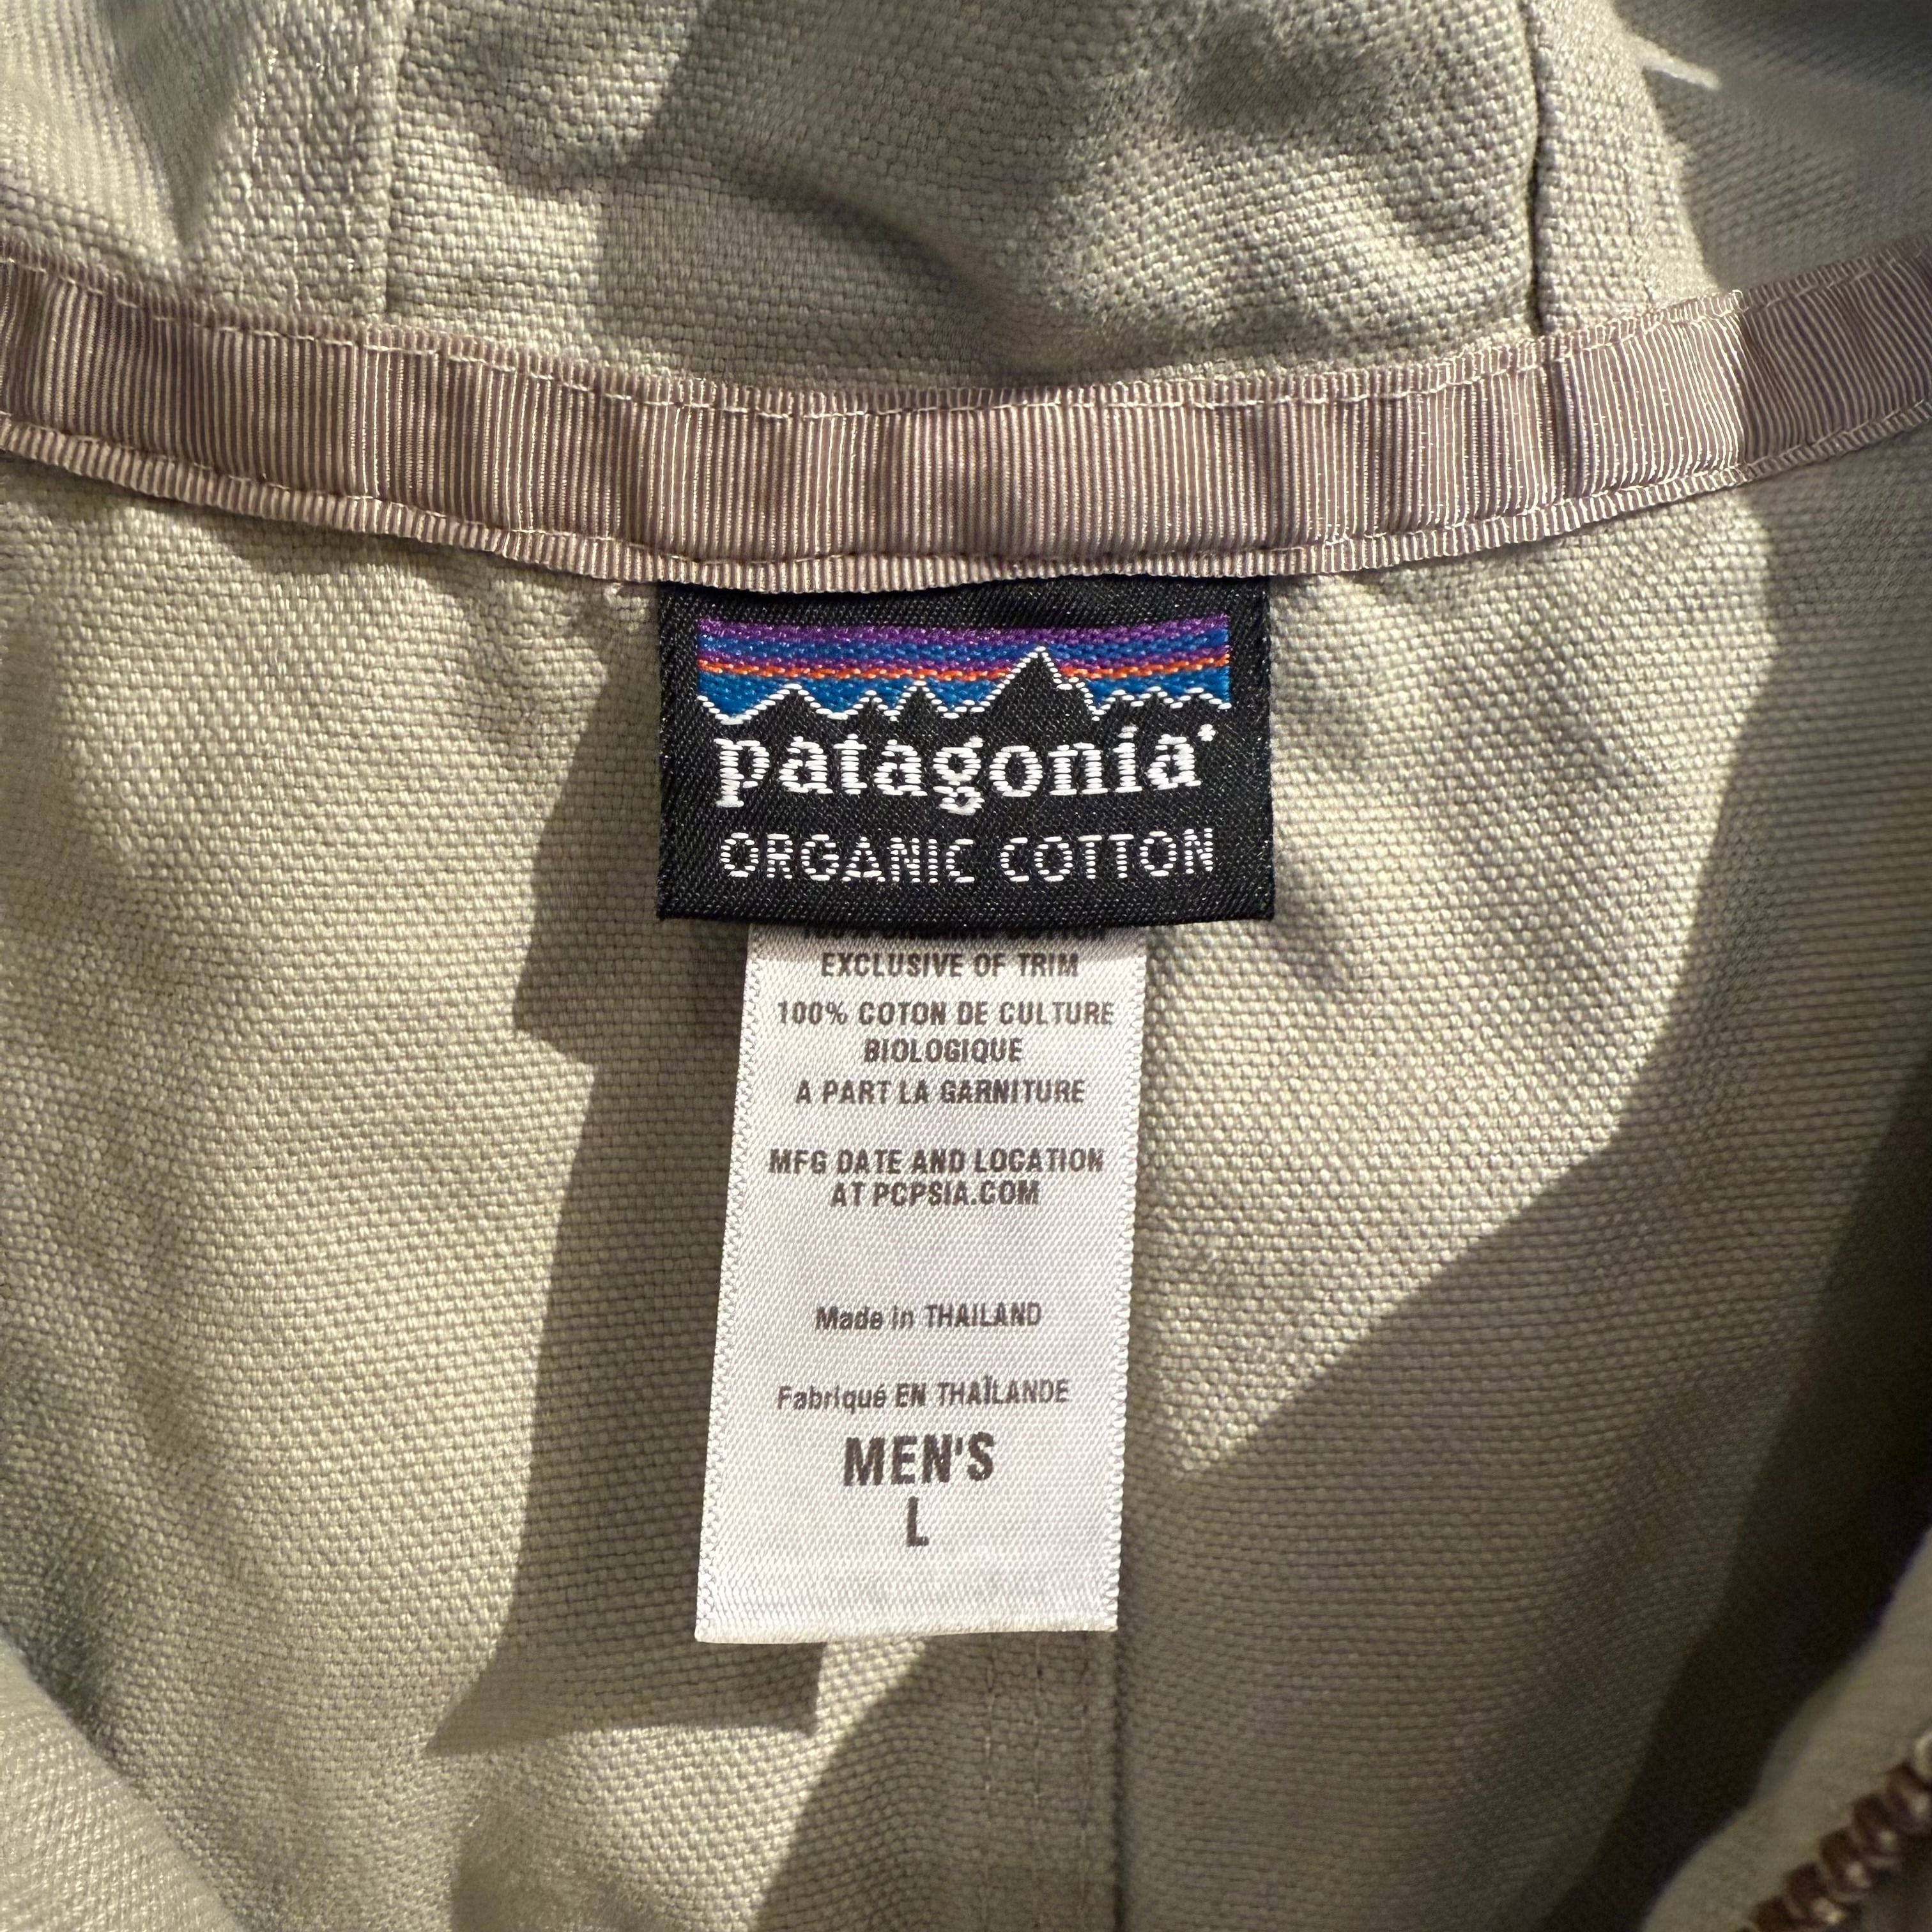 patagonia
ORGANIC COTTON
EXCLUSIVE OF TRIM
100% COTON DE CULTURE
BIOLOGIQUE
A PART LA GARNITURE
MFG DATE AND LOCATION
AT PCPSIA.COM
Made in THAILAND
Fabriqué EN THAÏLANDE
MEN'S
L